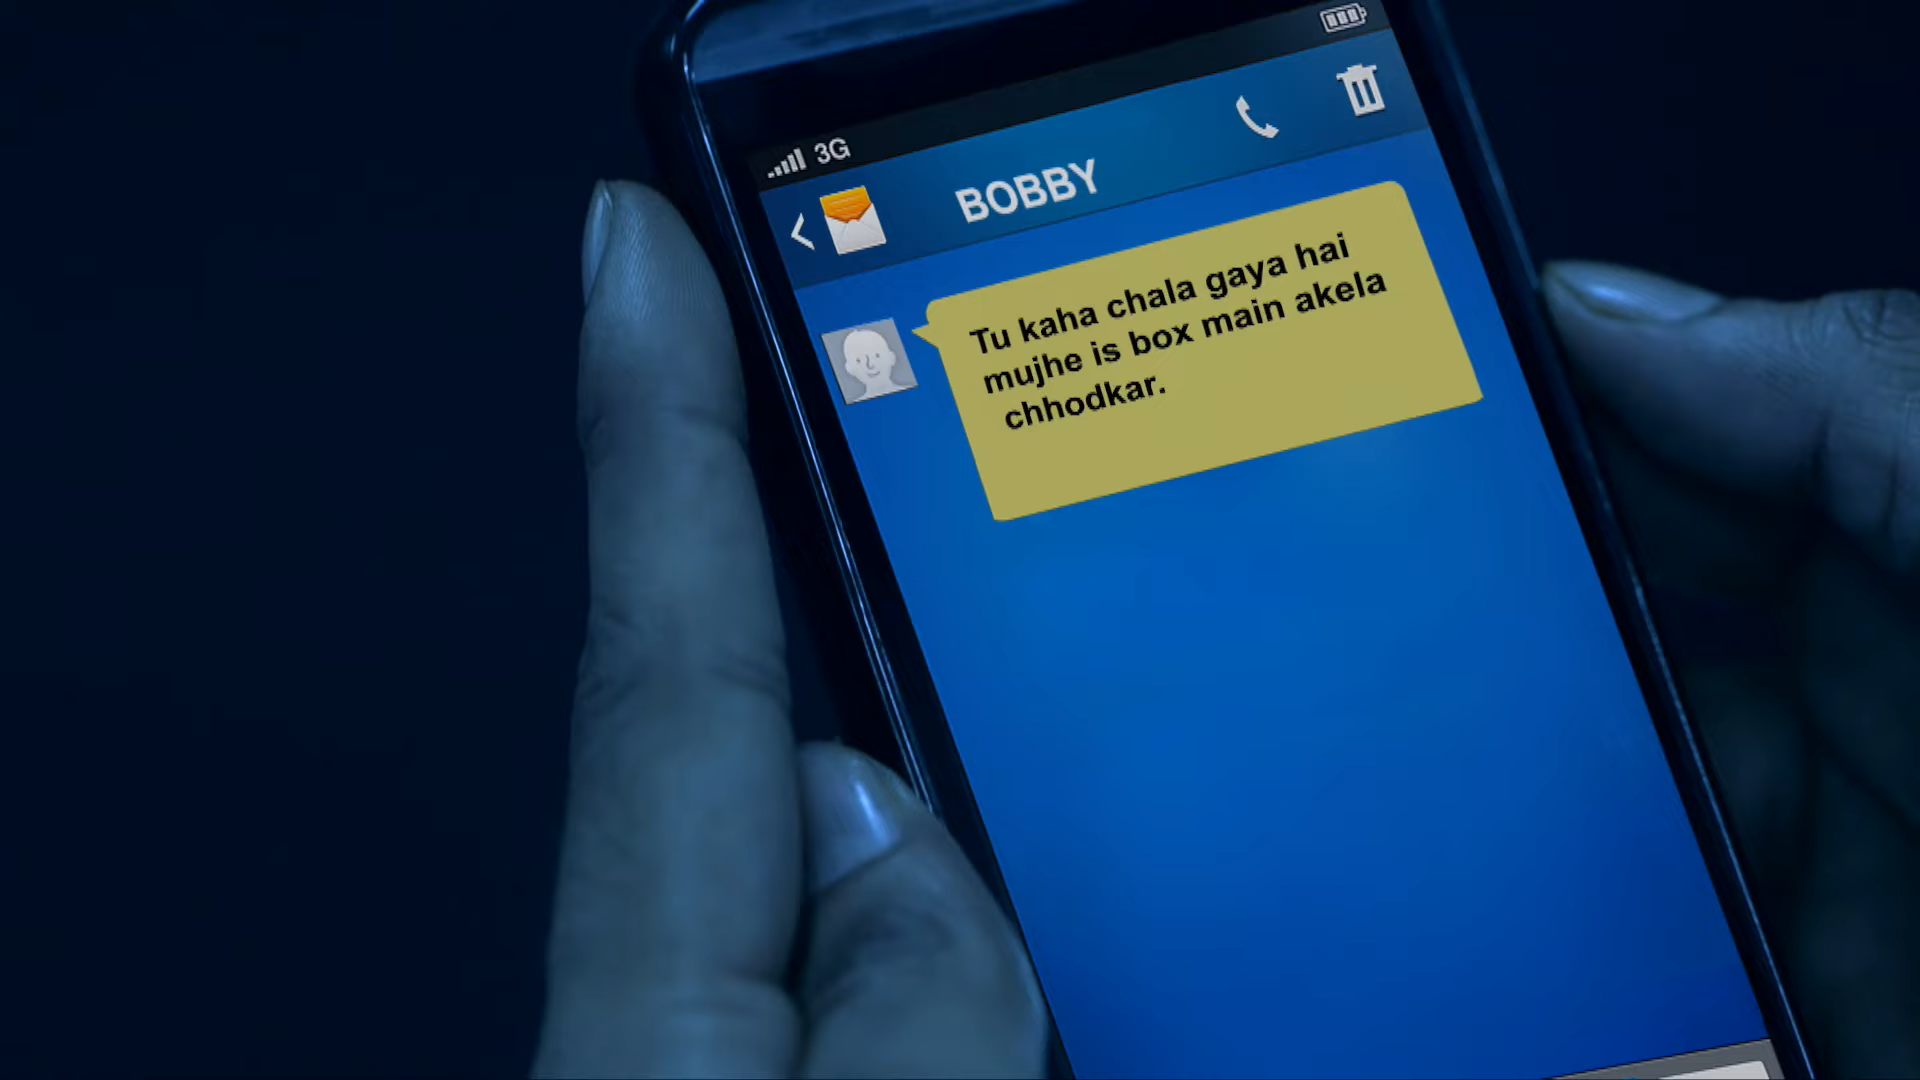 3G
BOBBY
Tu kaha chala gaya hai
mujhe is box main akela
chhodkar.